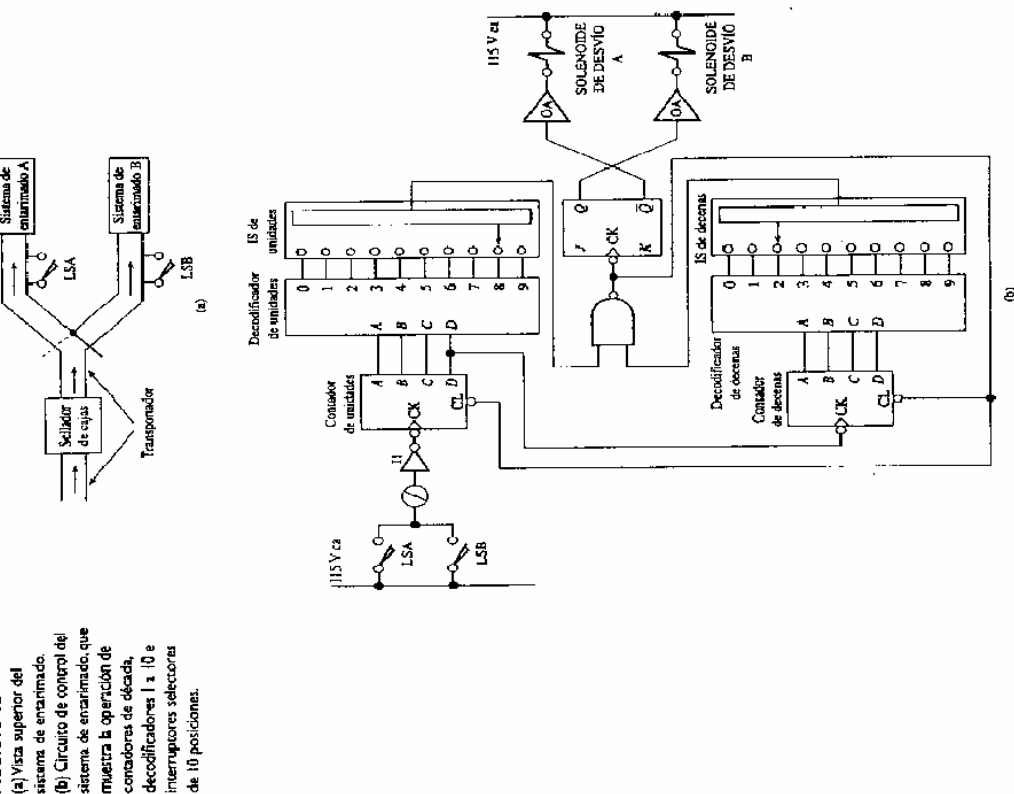 (a) Vista superior del
sistema de entarimado.
(b) Circuito de control del
sistema de entarimado, que
muestra la operación de
contadores de década,
decodificadores 1 a 10 e
interruptores selectores
de 10 posiciones.
Sellador
de cajas
Transportador
Sistema de
entarimado A
LSA
Sistema de
entarimado B
LSB
(a)
115 V ca
LSA
LSB
I1
Contador
de unidades
CK
CL
A
B
C
D
Decodificador
de unidades
A
B
C
D
0
1
2
3
4
5
6
7
8
9
IS de
unidades
J
Q
CK
K
Q
OA
OA
115 V ca
SOLENOIDE
DE DESVÍO
A
SOLENOIDE
DE DESVÍO
B
Contador
de decenas
CK
CL
A
B
C
D
Decodificador
de decenas
A
B
C
D
0
1
2
3
4
5
6
7
8
9
IS de decenas
(b)